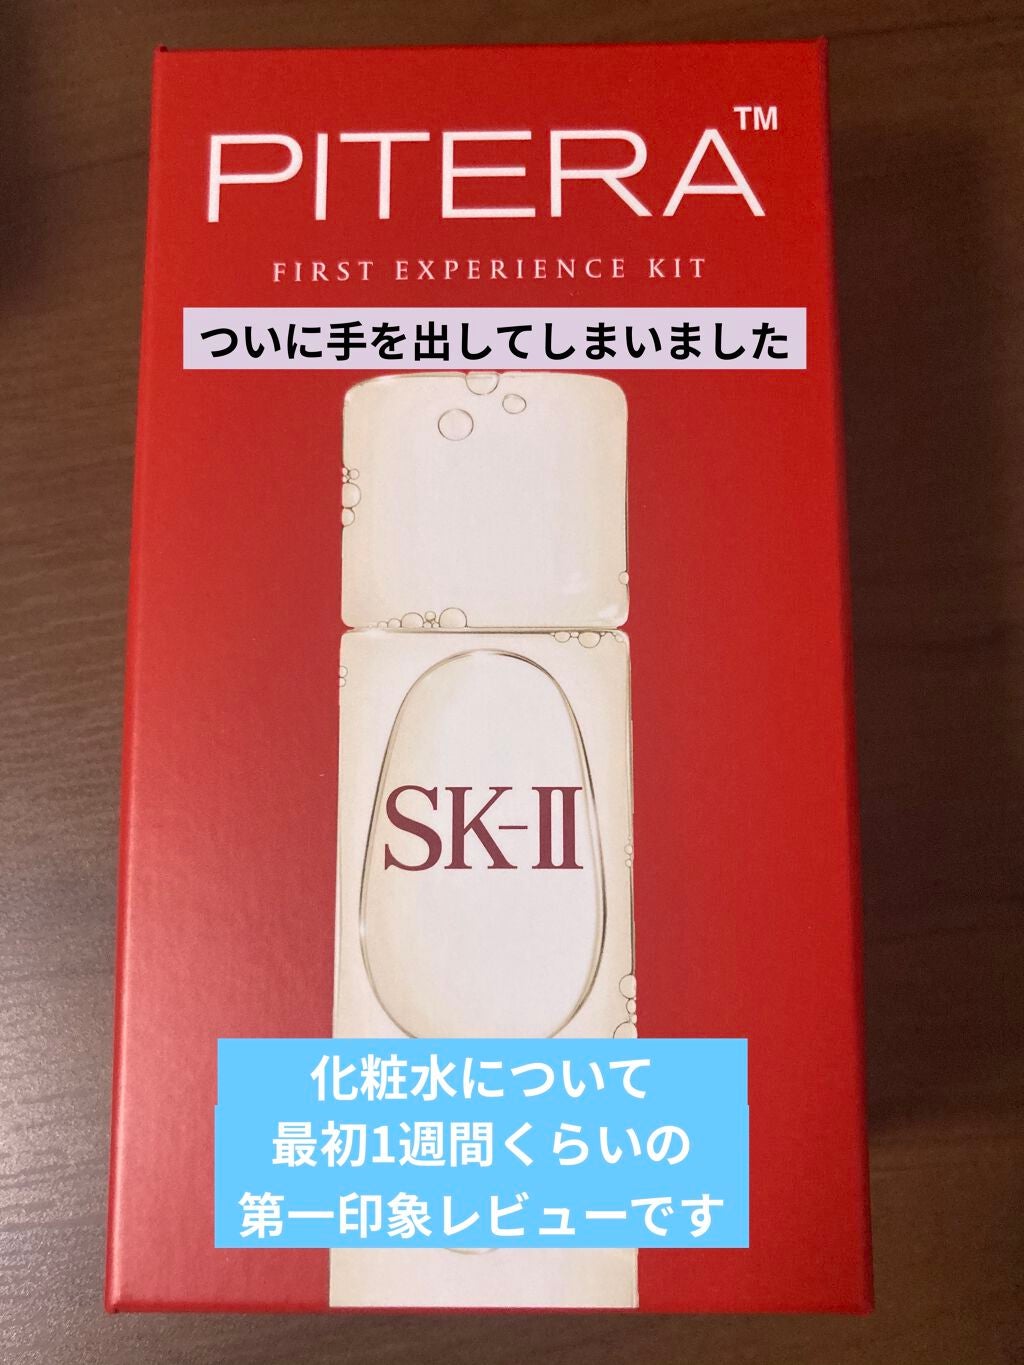 PITERA™
FIRST EXPERIENCE KIT
ついに手を出してしまいました
SK-II
化粧水について
最初1週間くらいの
第一印象レビューです